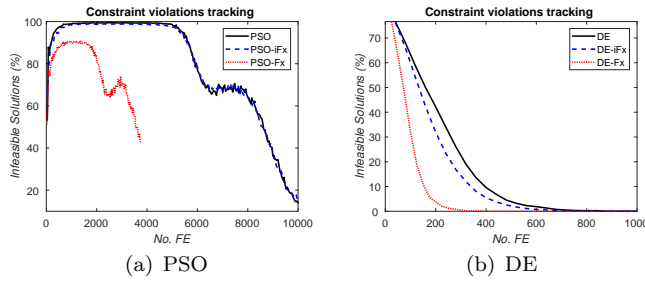 Constraint violations tracking
Infeasible Solutions (%)
100
80
60
40
20
PSO
PSO-iFx
PSO-Fx
0 2000 4000 6000 8000 10000
No. FE
(a) PSO
Constraint violations tracking
Infeasible Solutions (%)
70
60
50
40
30
20
10
0
DE
DE-iFx
DE-Fx
200 400 600 800 1000
No. FE
(b) DE